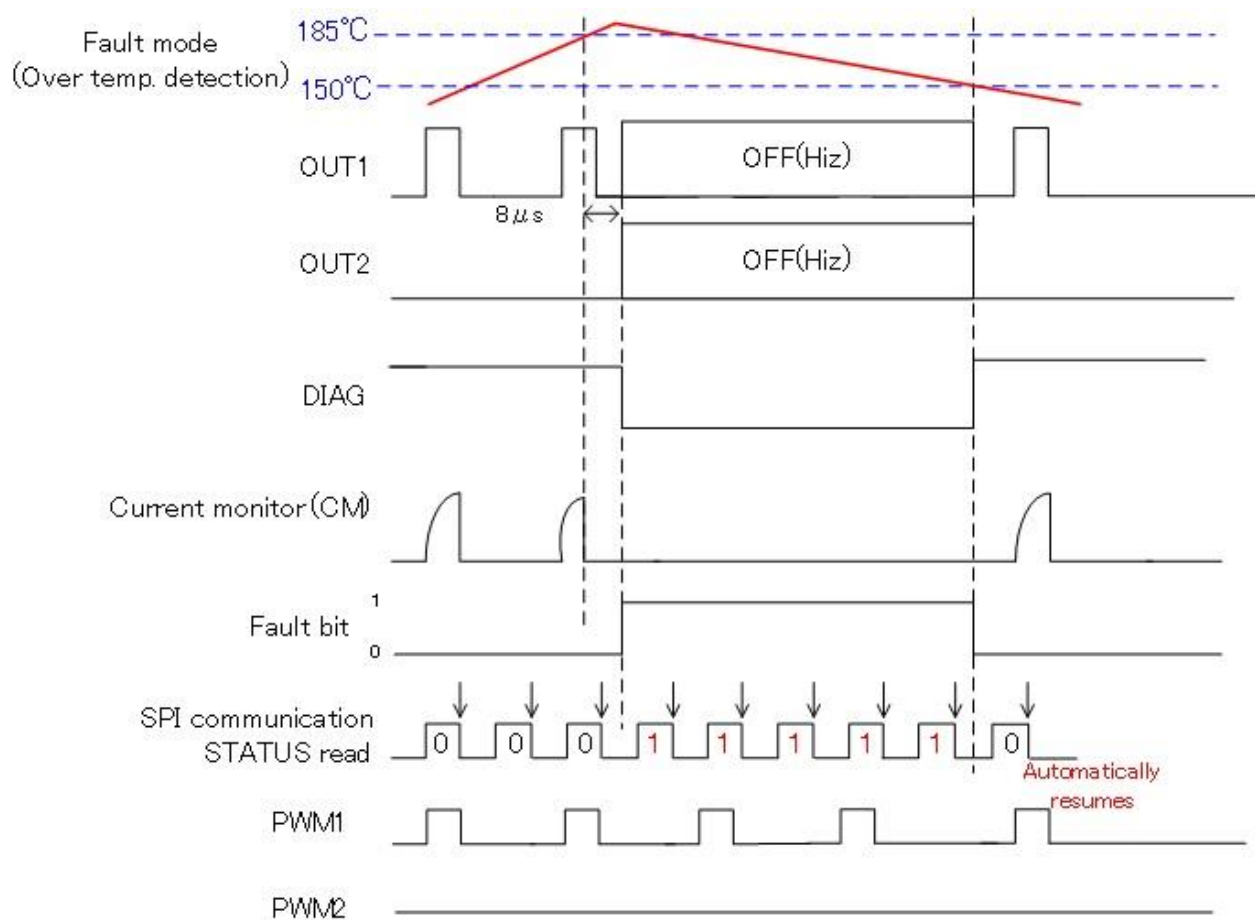 Fault mode
(Over temp. detection)
185℃
150℃
OUT1
OFF(Hiz)
8μs
OUT2
OFF(Hiz)
DIAG
Current monitor(CM)
Fault bit
1
0
SPI communication
STATUS read
0 0 0 1 1 1 1 1 0
Automatically
resumes
PWM1
PWM2